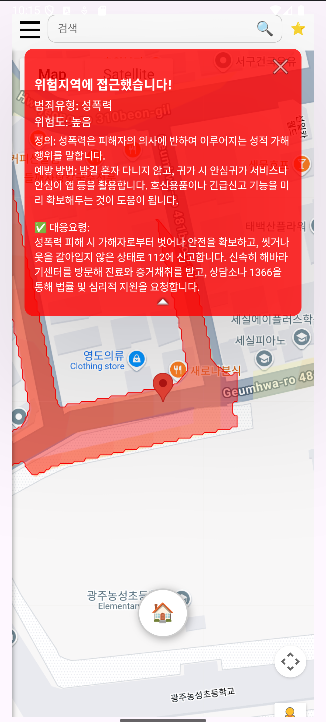 10:15
검색
서구건국유
Map
Satellite
위험지역에 접근했습니다!
범죄유형: 성폭력
위험도: 높음
정의: 성폭력은 피해자의 의사에 반하여 이루어지는 성적 가해
행위를 말합니다.
예방 방법: 밤길 혼자 다니지 않고, 귀가 시 안심귀가 서비스나
안심이 앱 등을 활용합니다. 호신용품이나 긴급신고 기능을 미
리 확보해두는 것이 도움이 됩니다.
✅ 대응요령:
성폭력 피해 시 가해자로부터 벗어나 안전을 확보하고, 씻거나
옷을 갈아입지 않은 상태로 112에 신고합니다. 신속히 해바라
기센터를 방문해 진료와 증거채취를 받고, 상담소나 1366을
통해 법률 및 심리적 지원을 요청합니다.
세실에이플러스학
세실피아노
영도의류
Clothing store
새로나분식
Geumhwa-ro 48
광주농성초등
Elementar
광주농성초등학교